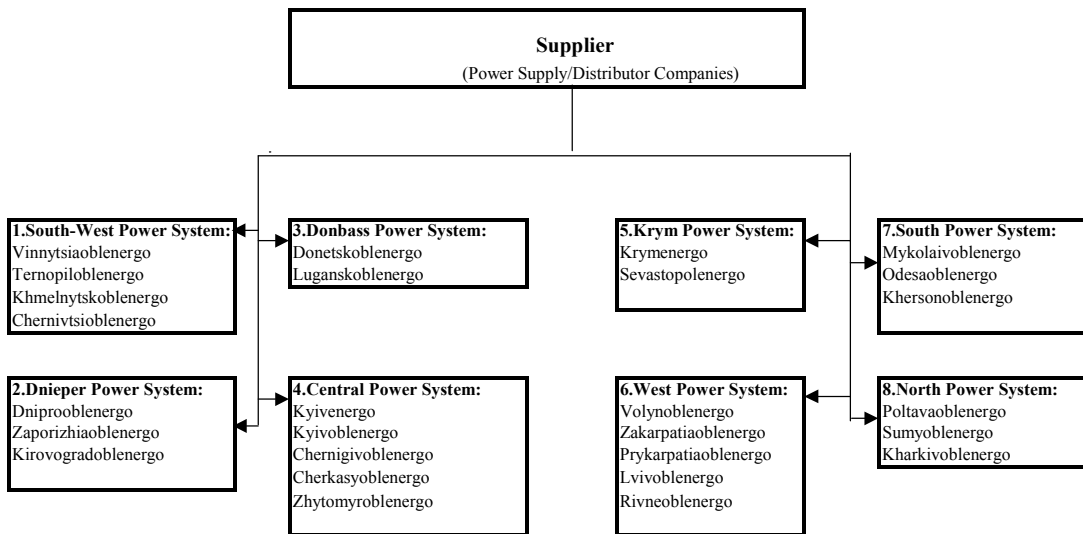 Supplier
(Power Supply/Distributor Companies)
1.South-West Power System:
Vinnytsiaoblenergo
Ternopiloblenergo
Khmelnytskoblenergo
Chernivtsioblenergo
3.Donbass Power System:
Donetskoblenergo
Luganskoblenergo
5.Krym Power System:
Krymenergo
Sevastopolenergo
7.South Power System:
Mykolaivoblenergo
Odesaoblenergo
Khersonoblenergo
2.Dnieper Power System:
Dniprooblenergo
Zaporizhiaoblenergo
Kirovogradoblenergo
4.Central Power System:
Kyivenergo
Kyivoblenergo
Chernigivoblenergo
Cherkasyoblenergo
Zhytomyroblenergo
6.West Power System:
Volynoblenergo
Zakarpatiaoblenergo
Prykarpatiaoblenergo
Lvivoblenergo
Rivneoblenergo
8.North Power System:
Poltavaoblenergo
Sumyoblenergo
Kharkivoblenergo